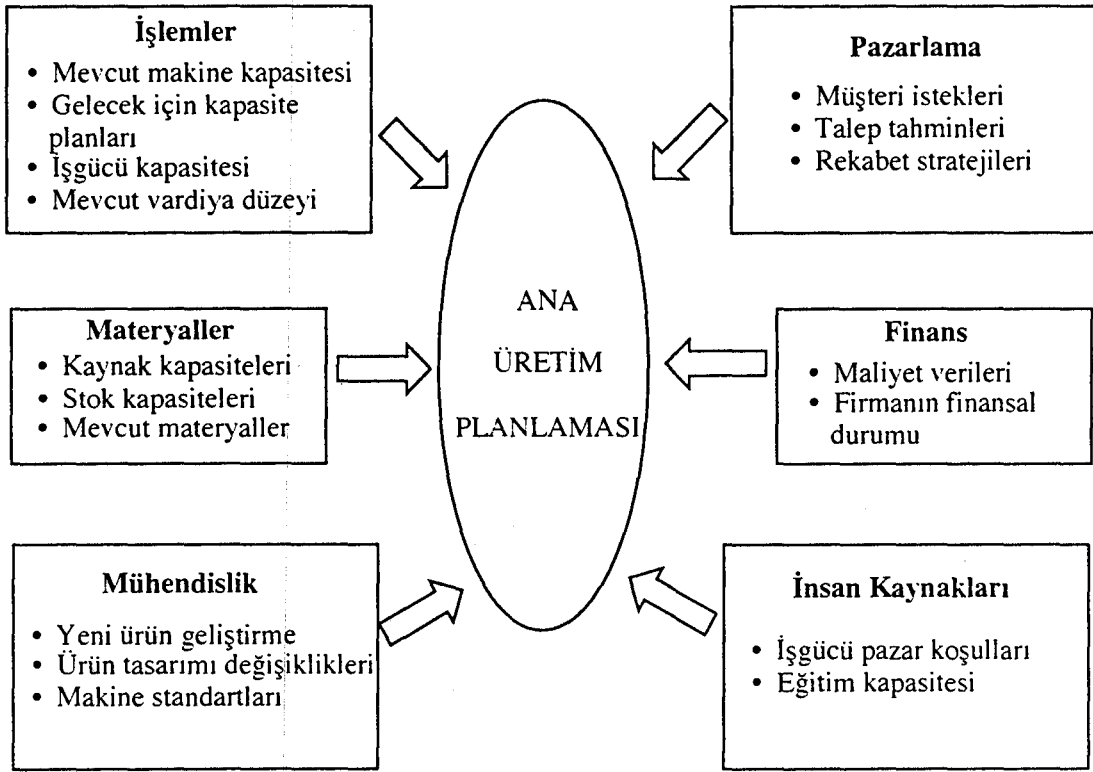 İşlemler
• Mevcut makine kapasitesi
• Gelecek için kapasite
planları
• İşgücü kapasitesi
• Mevcut vardiya düzeyi
Pazarlama
• Müşteri istekleri
• Talep tahminleri
• Rekabet stratejileri
Materyaller
• Kaynak kapasiteleri
• Stok kapasiteleri
• Mevcut materyaller
ANA
ÜRETİM
PLANLAMASI
Finans
• Maliyet verileri
• Firmanın finansal
durumu
Mühendislik
• Yeni ürün geliştirme
• Ürün tasarımı değişiklikleri
• Makine standartları
İnsan Kaynakları
• İşgücü pazar koşulları
• Eğitim kapasitesi